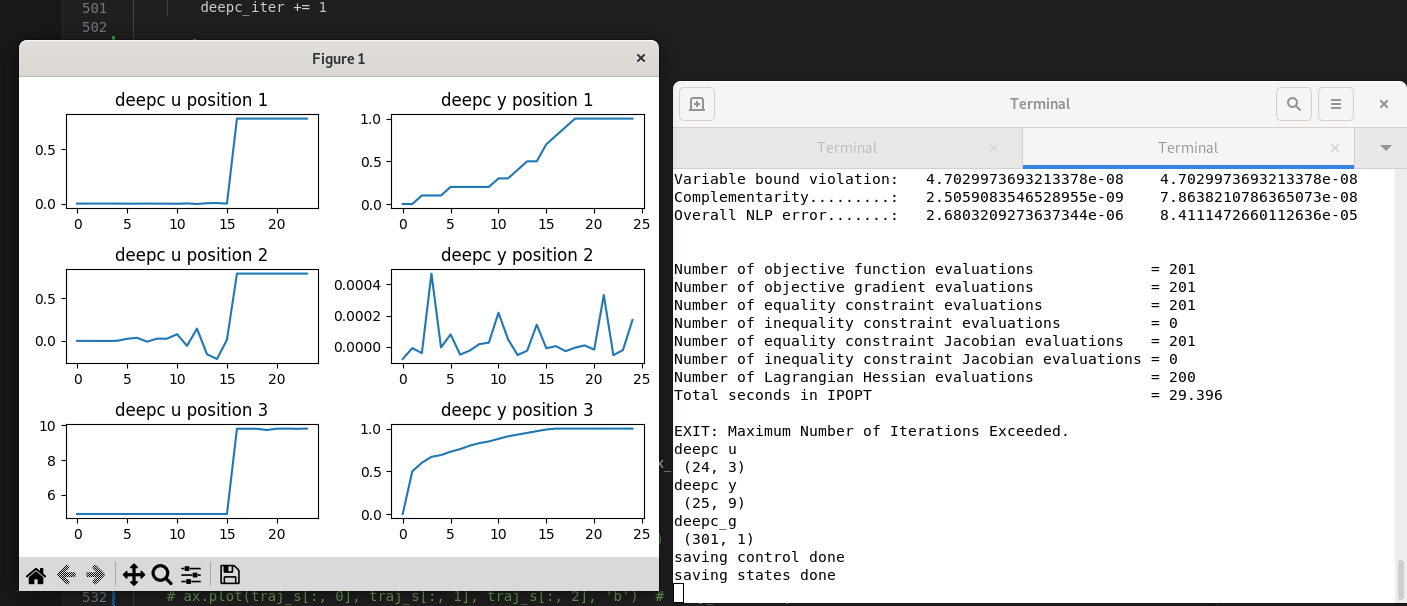 501 deepc_iter += 1
502
Figure 1
deepc u position 1
0.5
0.0
0 5 10 15 20
deepc y position 1
1.0
0.5
0.0
0 5 10 15 20 25
deepc u position 2
0.5
0.0
0 5 10 15 20
deepc y position 2
0.0004
0.0002
0.0000
0 5 10 15 20 25
deepc u position 3
10
8
6
0 5 10 15 20
deepc y position 3
1.0
0.5
0.0
0 5 10 15 20 25
532 # ax.plot(traj_s[:, 0], traj_s[:, 1], traj_s[:, 2], 'b') #
Terminal
Terminal Terminal
Variable bound violation: 4.7029973693213378e-08 4.7029973693213378e-08
Complementarity.........: 2.5059083546528955e-09 7.8638210786365073e-08
Overall NLP error.......: 2.6803209273637344e-06 8.4111472660112636e-05
Number of objective function evaluations = 201
Number of objective gradient evaluations = 201
Number of equality constraint evaluations = 201
Number of inequality constraint evaluations = 0
Number of equality constraint Jacobian evaluations = 201
Number of inequality constraint Jacobian evaluations = 0
Number of Lagrangian Hessian evaluations = 200
Total seconds in IPOPT = 29.396
EXIT: Maximum Number of Iterations Exceeded.
deepc u
(24, 3)
deepc y
(25, 9)
deepc_g
(301, 1)
saving control done
saving states done